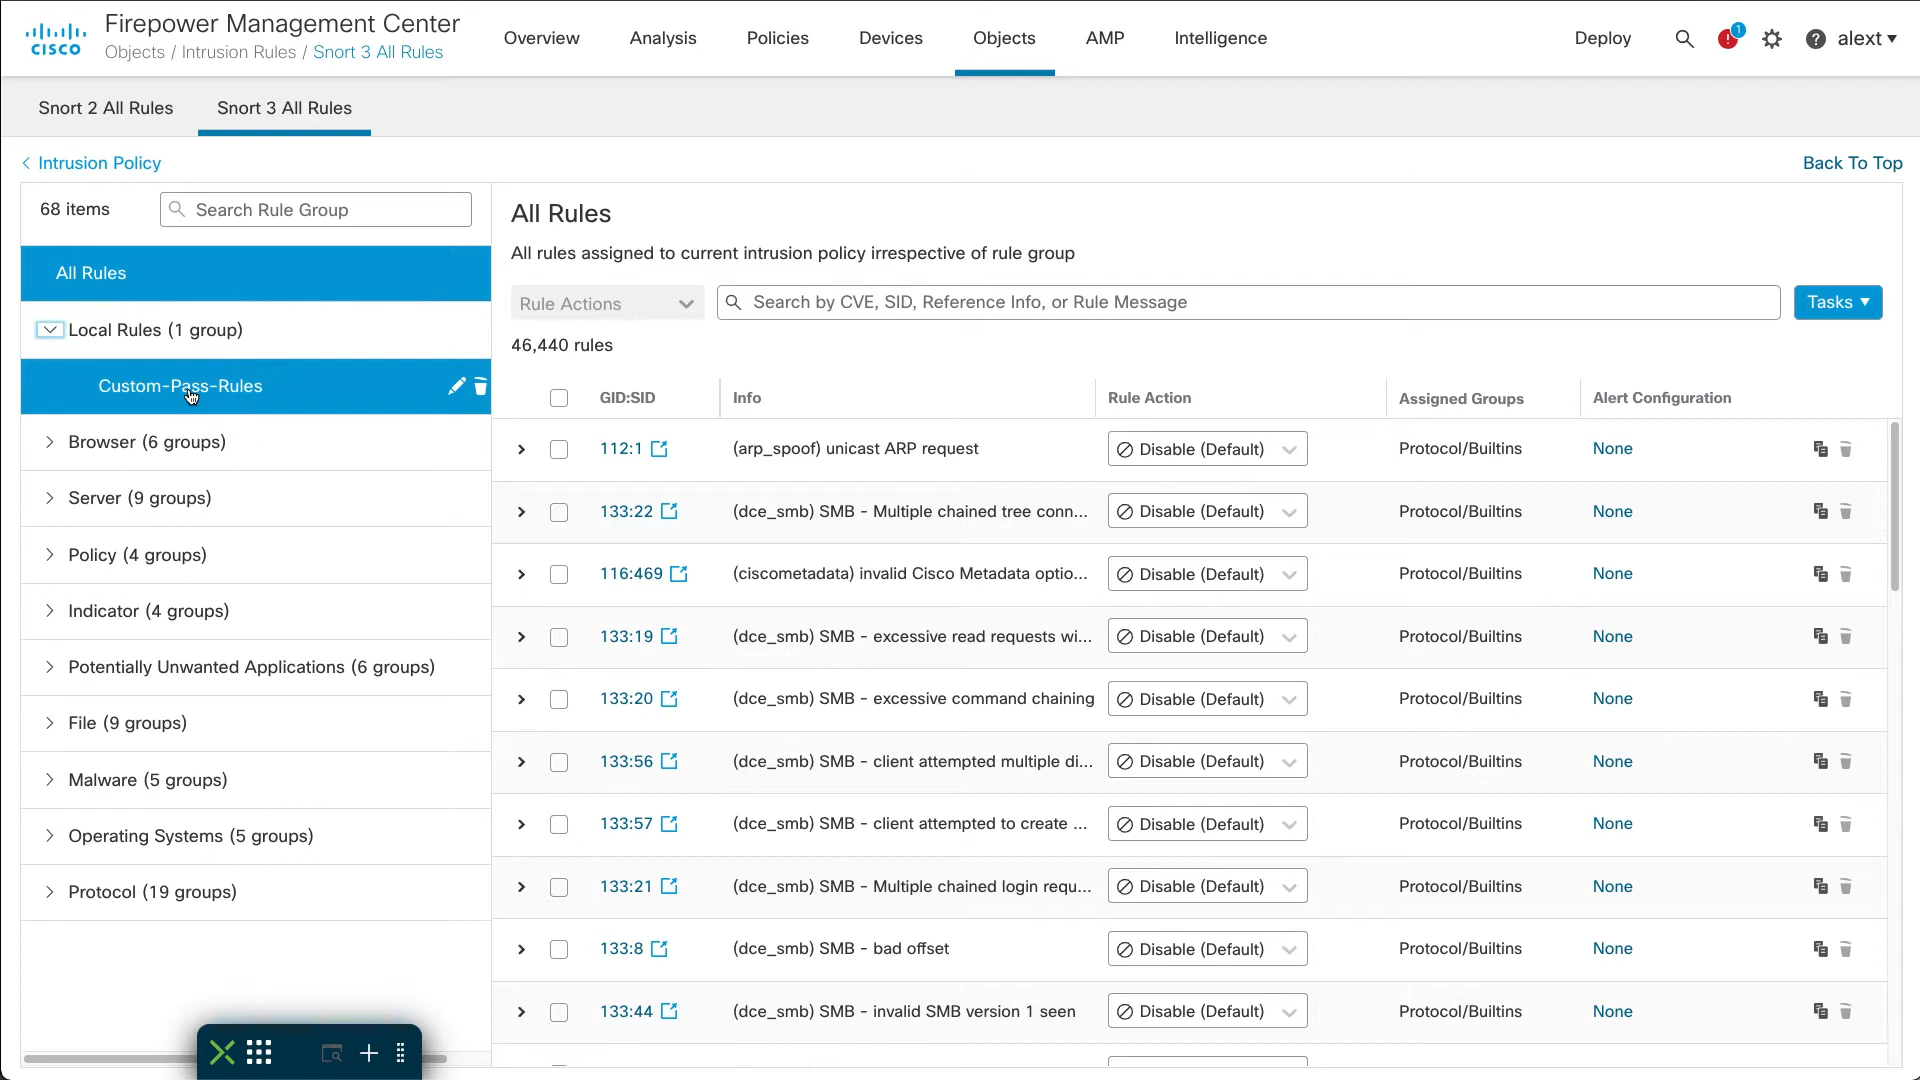 Firepower Management Center
CISCO
Objects / Intrusion Rules / Snort 3 All Rules
Overview
Analysis
Policies
Devices
Objects
AMP
Intelligence
Deploy
1
alext
Snort 2 All Rules
Snort 3 All Rules
Intrusion Policy
Back To Top
68 items
Search Rule Group
All Rules
Local Rules (1 group)
Custom-Pass-Rules
Browser (6 groups)
Server (9 groups)
Policy (4 groups)
Indicator (4 groups)
Potentially Unwanted Applications (6 groups)
File (9 groups)
Malware (5 groups)
Operating Systems (5 groups)
Protocol (19 groups)
All Rules
All rules assigned to current intrusion policy irrespective of rule group
Rule Actions
Search by CVE, SID, Reference Info, or Rule Message
Tasks
46,440 rules
GID:SID Info Rule Action Assigned Groups Alert Configuration
112:1 (arp_spoof) unicast ARP request Disable (Default) Protocol/Builtins None
133:22 (dce_smb) SMB - Multiple chained tree conn... Disable (Default) Protocol/Builtins None
116:469 (ciscometadata) invalid Cisco Metadata optio... Disable (Default) Protocol/Builtins None
133:19 (dce_smb) SMB - excessive read requests wi... Disable (Default) Protocol/Builtins None
133:20 (dce_smb) SMB - excessive command chaining Disable (Default) Protocol/Builtins None
133:56 (dce_smb) SMB - client attempted multiple di... Disable (Default) Protocol/Builtins None
133:57 (dce_smb) SMB - client attempted to create ... Disable (Default) Protocol/Builtins None
133:21 (dce_smb) SMB - Multiple chained login requ... Disable (Default) Protocol/Builtins None
133:8 (dce_smb) SMB - bad offset Disable (Default) Protocol/Builtins None
133:44 (dce_smb) SMB - invalid SMB version 1 seen Disable (Default) Protocol/Builtins None